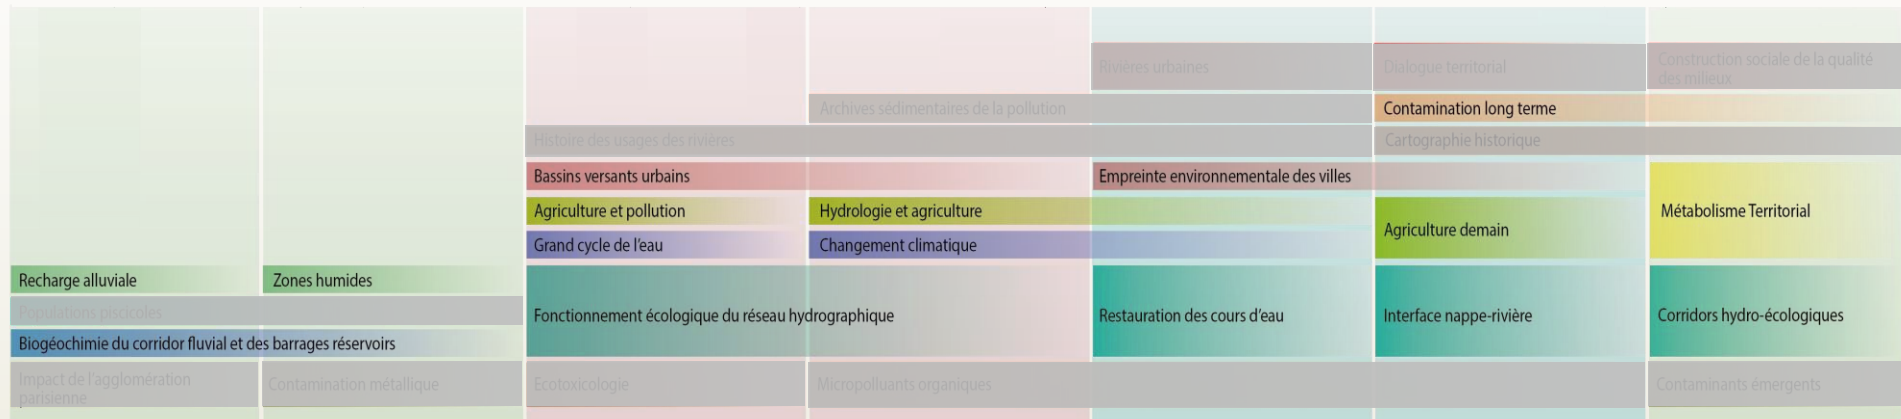 Rivières urbaines
Dialogue territorial
Construction sociale de la qualité
des milieux
Archives sédimentaires de la pollution
Contamination long terme
Histoire des usages des rivières
Cartographie historique
Bassins versants urbains
Empreinte environnementale des villes
Agriculture et pollution
Hydrologie et agriculture
Métabolisme Territorial
Agriculture demain
Grand cycle de l'eau
Changement climatique
Recharge alluviale
Zones humides
Populations piscicoles
Fonctionnement écologique du réseau hydrographique
Restauration des cours d'eau
Interface nappe-rivière
Corridors hydro-écologiques
Biogéochimie du corridor fluvial et des barrages réservoirs
Impact de l'agglomération
parisienne
Contamination métallique
Ecotoxicologie
Micropolluants organiques
Contaminants émergents